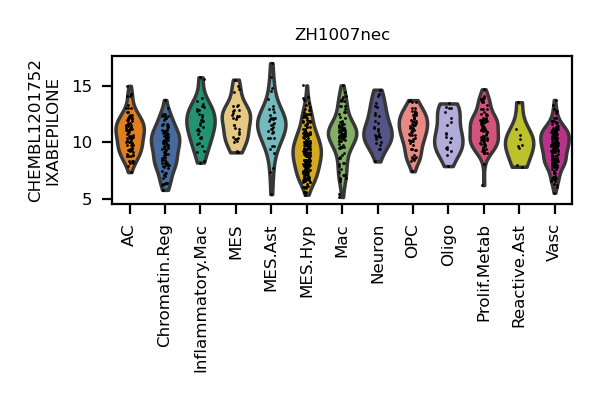 ZH1007nec
CHEMBL1201752
IXABEPILONE
15
10
5
AC
Chromatin.Reg
Inflammatory.Mac
MES
MES.Ast
MES.Hyp
Mac
Neuron
OPC
Oligo
Prolif.Metab
Reactive.Ast
Vasc